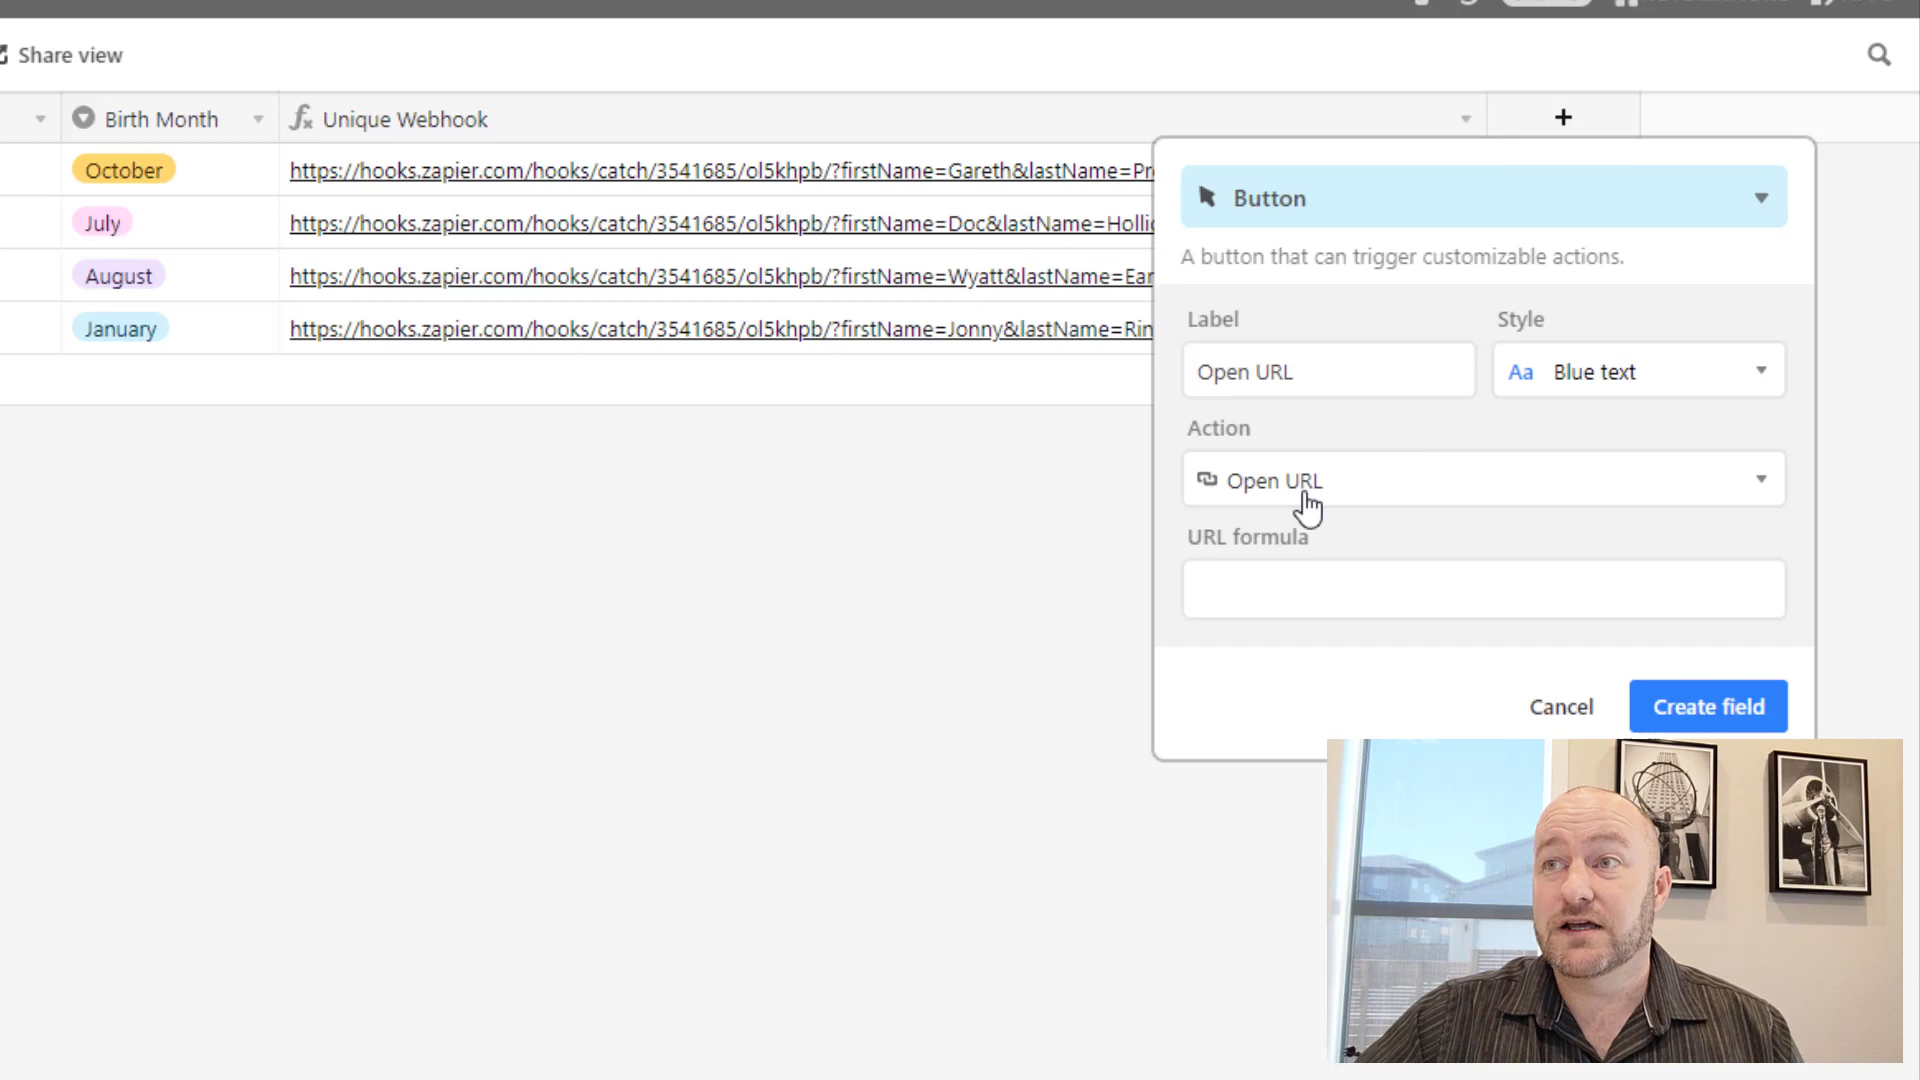 Share view
Birth Month
Unique Webhook
+
October
https://hooks.zapier.com/hooks/catch/3541685/ol5khpb/?firstName=Gareth&lastName=Pr
July
https://hooks.zapier.com/hooks/catch/3541685/ol5khpb/?firstName=Doc&lastName=Hollic
August
https://hooks.zapier.com/hooks/catch/3541685/ol5khpb/?firstName=Wyatt&lastName=Ear
January
https://hooks.zapier.com/hooks/catch/3541685/ol5khpb/?firstName=Jonny&lastName=Rin
Button
A button that can trigger customizable actions.
Label
Style
Open URL
Aa Blue text
Action
Open URL
URL formula
Cancel
Create field